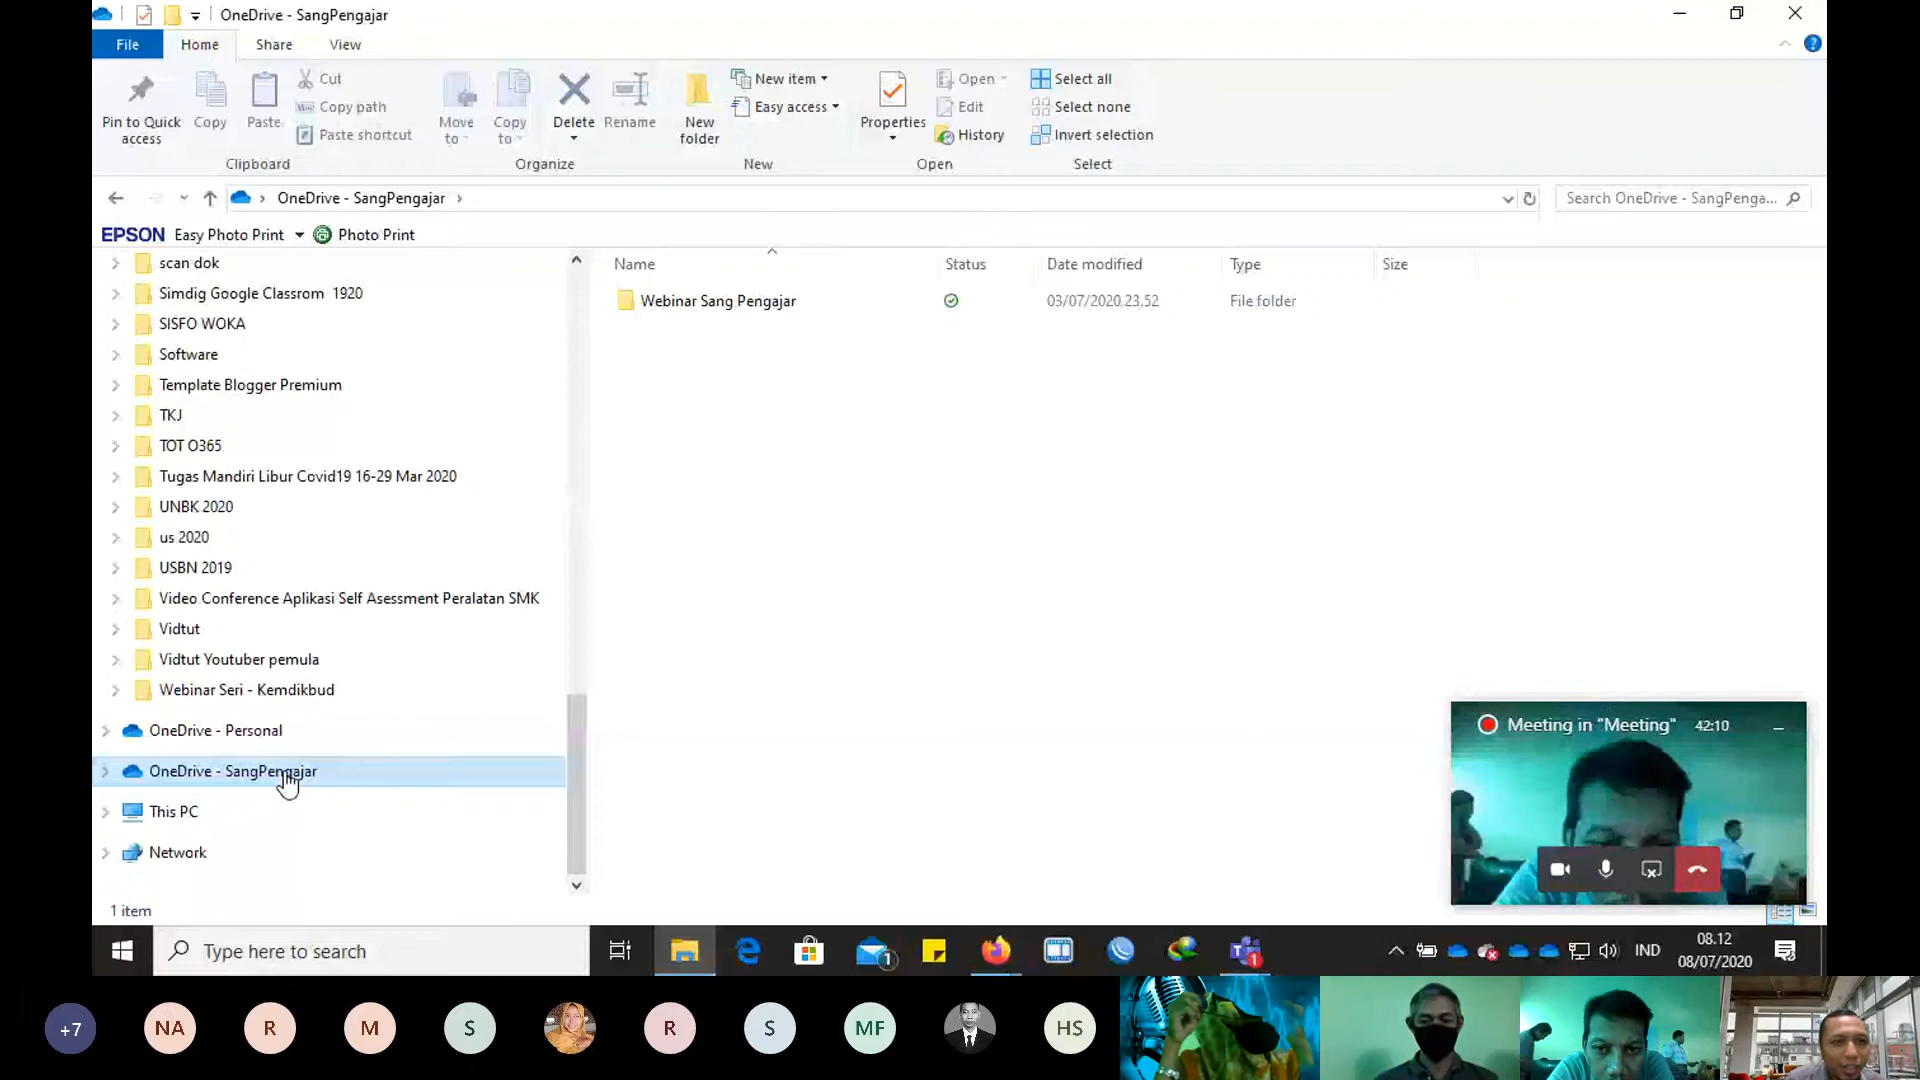 OneDrive - SangPengajar
File Home Share View
Pin to Quick access
Copy
Paste
Cut
Copy path
Paste shortcut
Clipboard
Move to
Copy to
Delete
Rename
Organize
New folder
New item
Easy access
New
Properties
Open
Edit
History
Open
Select all
Select none
Invert selection
Select
OneDrive - SangPengajar
Search OneDrive - SangPenga...
EPSON Easy Photo Print Photo Print
Name Status Date modified Type Size
Webinar Sang Pengajar 03/07/2020 23.52 File folder
scan dok
Simdig Google Classrom 1920
SISFO WOKA
Software
Template Blogger Premium
TKJ
TOT O365
Tugas Mandiri Libur Covid19 16-29 Mar 2020
UNBK 2020
us 2020
USBN 2019
Video Conference Aplikasi Self Asessment Peralatan SMK
Vidtut
Vidtut Youtuber pemula
Webinar Seri - Kemdikbud
OneDrive - Personal
OneDrive - SangPengajar
This PC
Network
1 item
Meeting in "Meeting" 42:10
Type here to search
1
1
IND
08.12
08/07/2020
+7 NA R M S R S MF HS